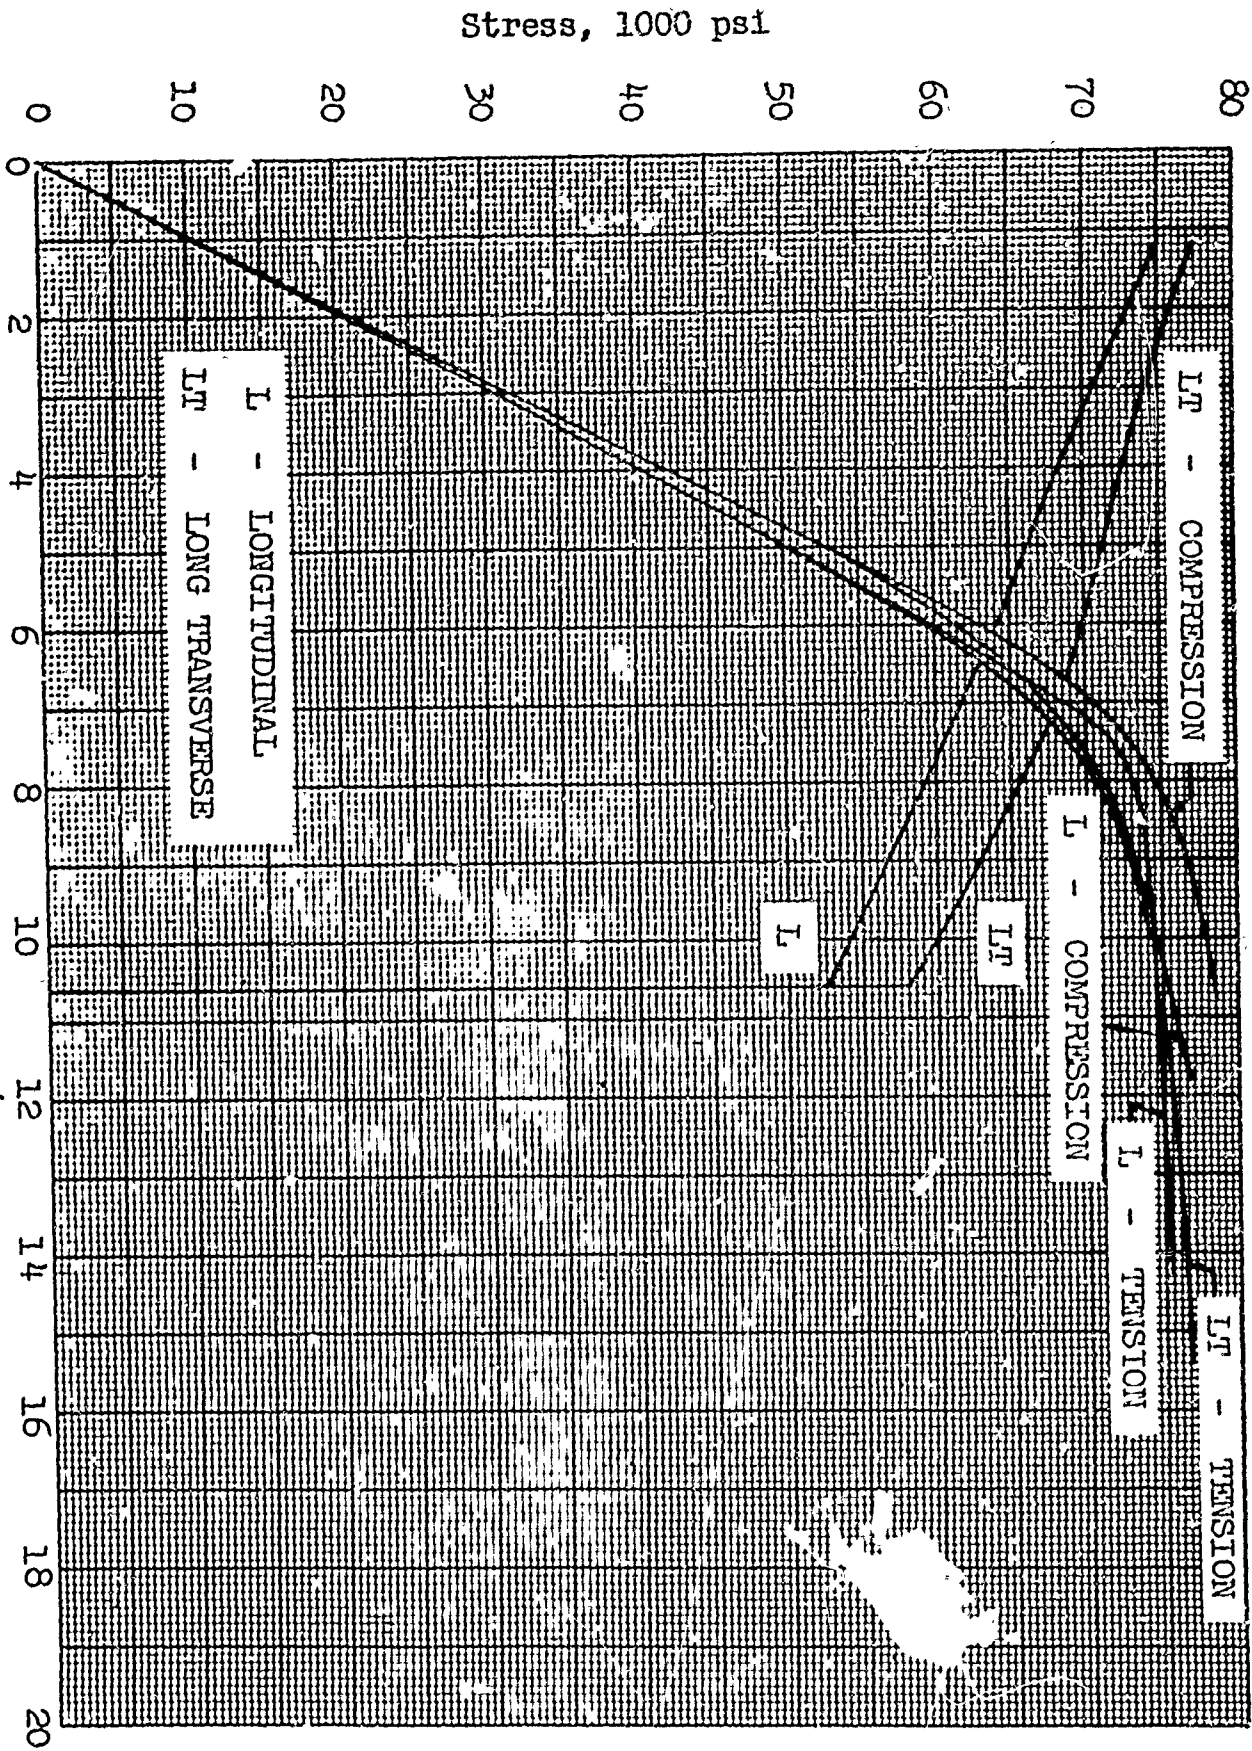 Stress, 1000 psi
80
70
60
50
40
30
20
10
0
0
2
4
6
8
10
12
14
16
18
20
LT - COMPRESSION
L - COMPRESSION
L - TENSION
LT - TENSION
LT
L
L - LONGITUDINAL
LT - LONG TRANSVERSE